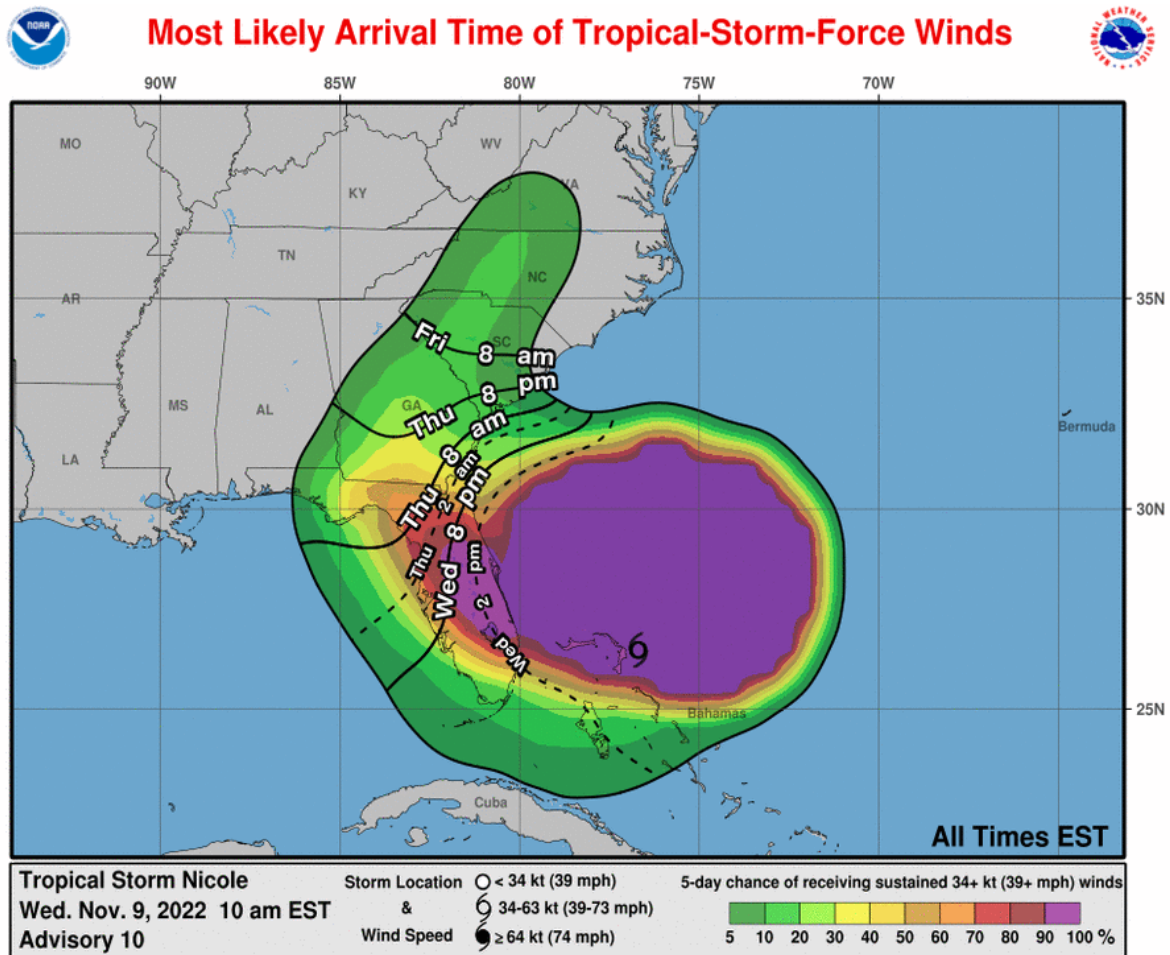 Most Likely Arrival Time of Tropical-Storm-Force Winds
NOAA
NATIONAL WEATHER SERVICE
90W 85W 80W 75W 70W
MO
WV
VA
KY
TN
NC
35N
AR
Fri 8 am
SC
Thu 8 pm
MS
AL
GA
Bermuda
LA
Thu 8 am
Thu 2 am
30N
Wed 8 pm
Wed 2 pm
25N
Bahamas
Cuba
All Times EST
Tropical Storm Nicole
Wed. Nov. 9, 2022 10 am EST
Advisory 10
Storm Location
&
Wind Speed
< 34 kt (39 mph)
34-63 kt (39-73 mph)
≥ 64 kt (74 mph)
5-day chance of receiving sustained 34+ kt (39+ mph) winds
5 10 20 30 40 50 60 70 80 90 100 %